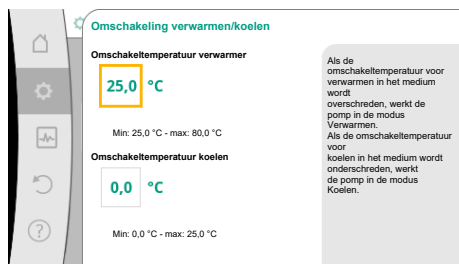 Omschakeling verwarmen/koelen
Omschakeltemperatuur verwarmer
25,0 °C
Min: 25,0 °C - max: 80,0 °C
Omschakeltemperatuur koelen
0,0 °C
Min: 0,0 °C - max: 25,0 °C
Als de
omschakeltemperatuur voor
verwarmen in het medium
wordt
overschreden, werkt de
pomp in de modus
Verwarmen.
Als de omschakeltemperatuur
voor
koelen in het medium wordt
onderschreden, werkt
de pomp in de modus
Koelen.
?